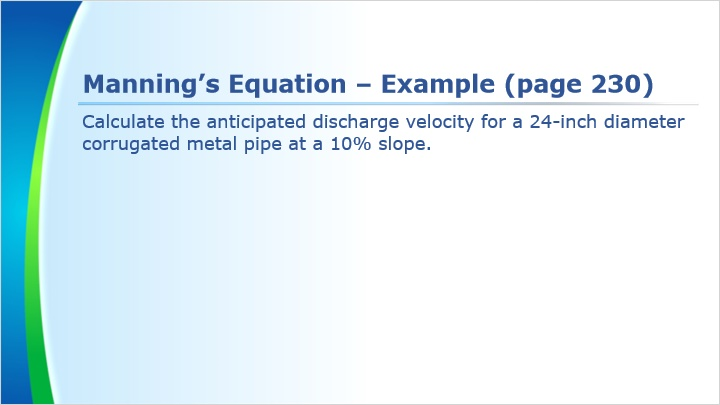 Manning’s Equation – Example (page 230)
Calculate the anticipated discharge velocity for a 24-inch diameter
corrugated metal pipe at a 10% slope.